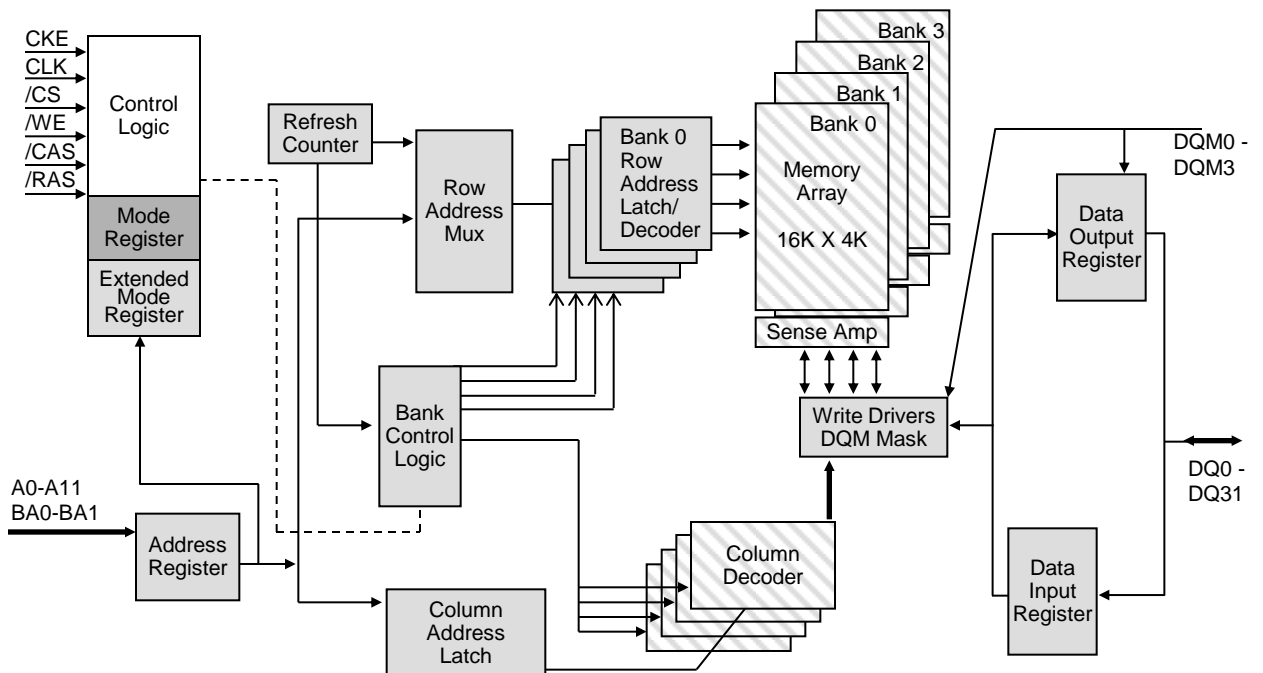 CKE
CLK
/CS
/WE
/CAS
/RAS
Control
Logic
Mode
Register
Extended
Mode
Register
Refresh
Counter
Row
Address
Mux
Bank 0
Row
Address
Latch/
Decoder
Bank 3
Bank 2
Bank 1
Bank 0
Memory
Array
16K X 4K
Sense Amp
Write Drivers
DQM Mask
DQM0 -
DQM3
Data
Output
Register
DQ0 -
DQ31
Data
Input
Register
Bank
Control
Logic
A0-A11
BA0-BA1
Address
Register
Column
Decoder
Column
Address
Latch